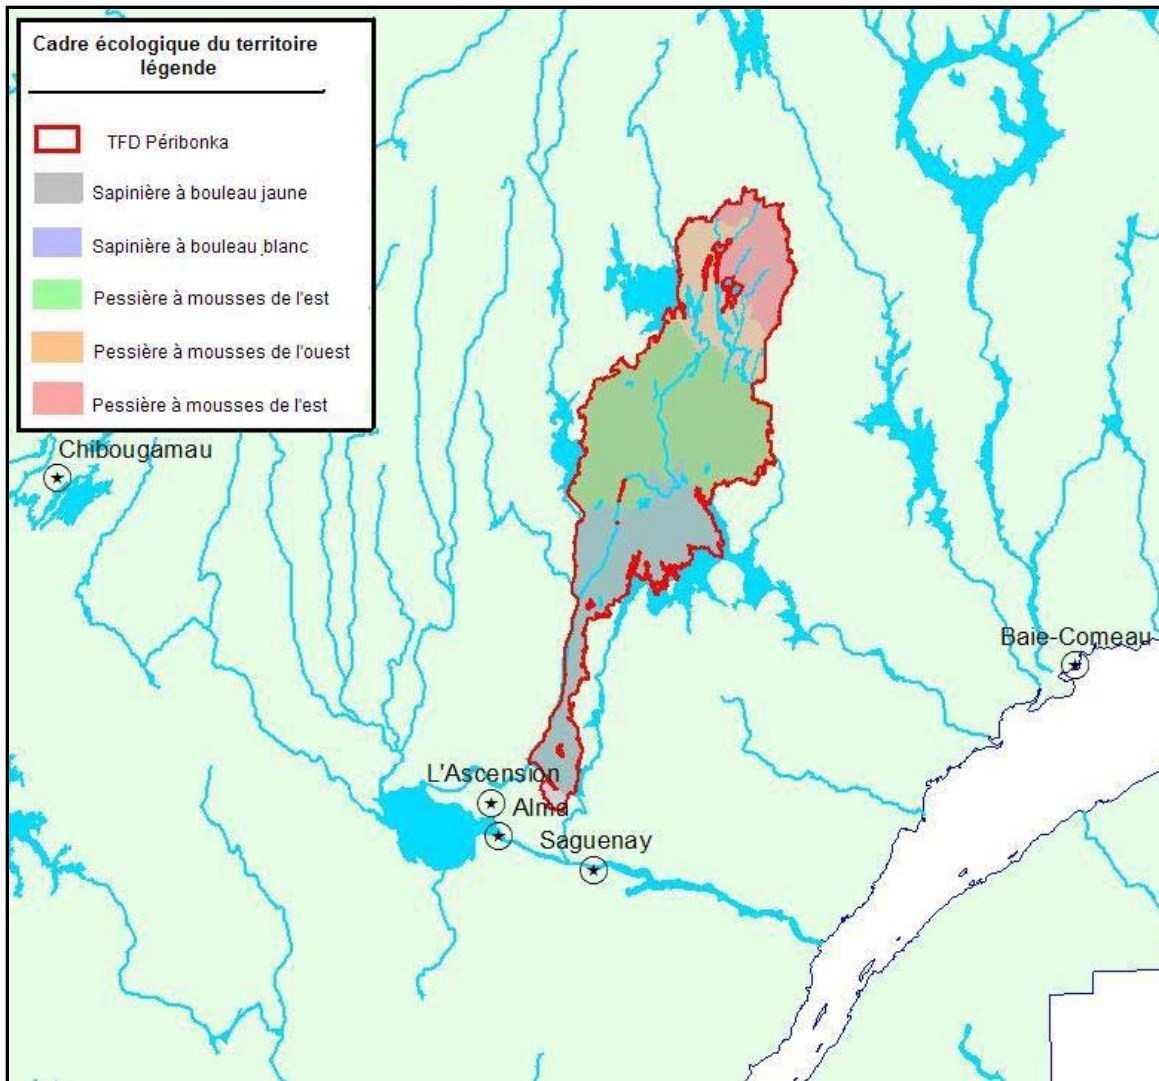 Cadre écologique du territoire
légende
TFD Péribonka
Sapinière à bouleau jaune
Sapinière à bouleau blanc
Pessière à mousses de l'est
Pessière à mousses de l'ouest
Pessière à mousses de l'est
Chibougamau
Baie-Comeau
L'Ascension
Alma
Saguenay